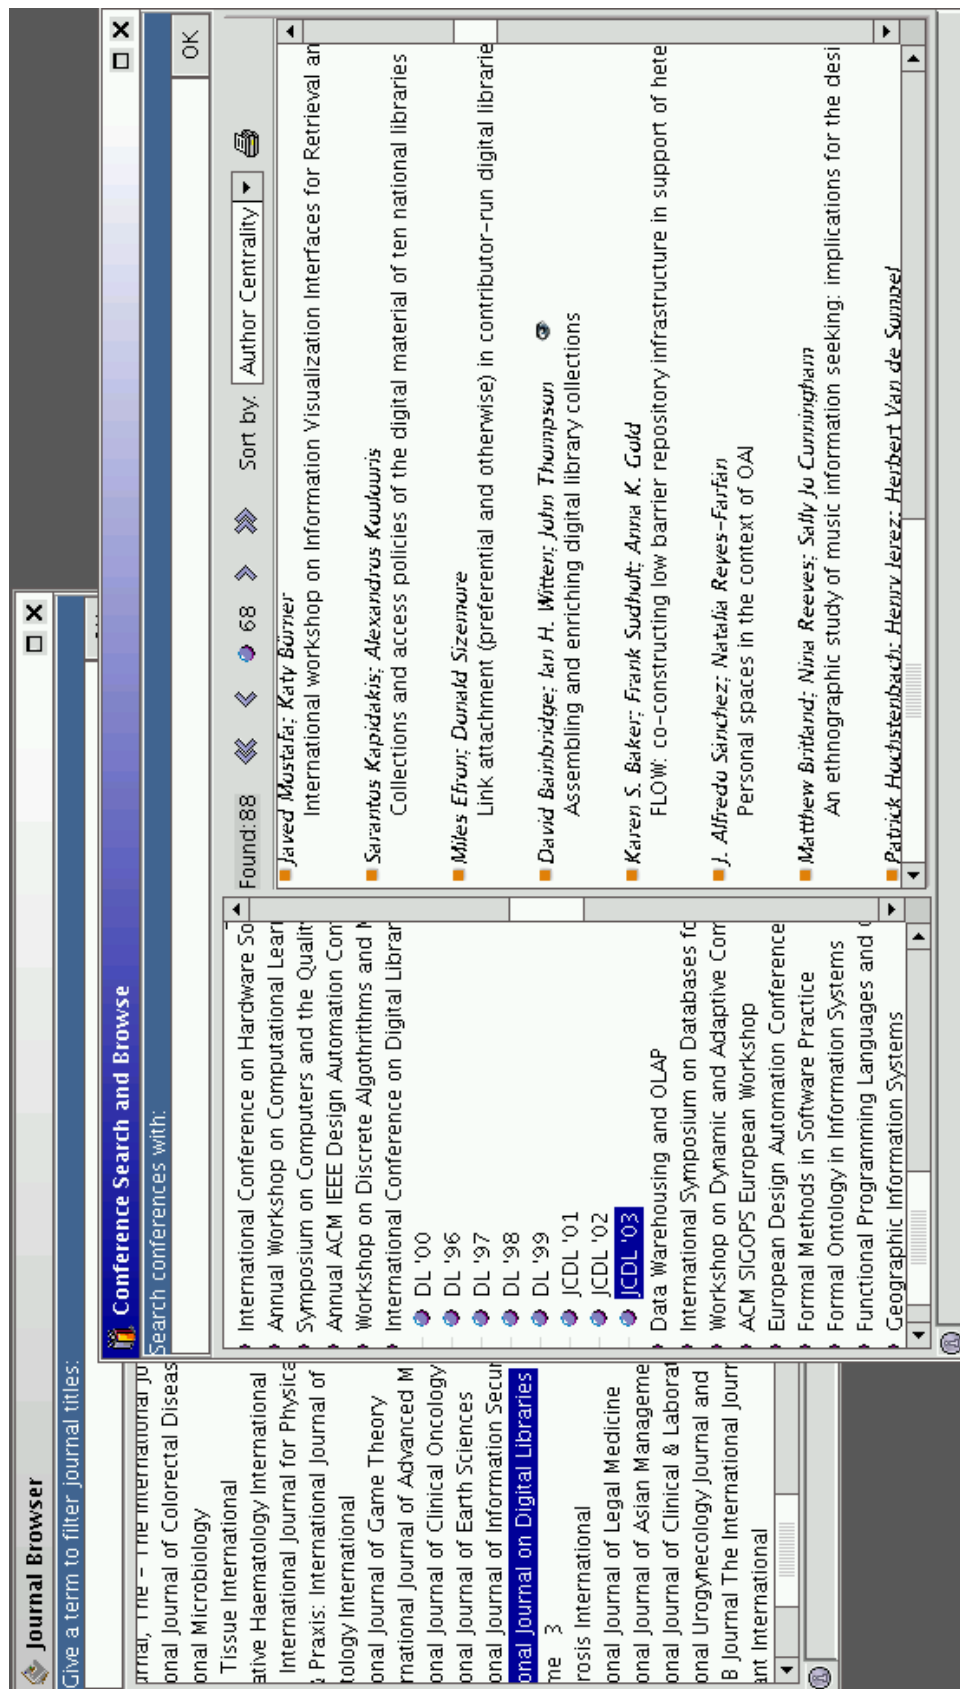 Journal Browser
Give a term to filter journal titles:
onal Journal of Colorectal Diseas
onal Microbiology
Tissue International
ative Haematology International
International Journal for Physica
Praxis: International Journal of
tology International
onal Journal of Game Theory
rnational Journal of Advanced M
onal Journal of Clinical Oncology
onal Journal of Earth Sciences
onal Journal of Information Secur
onal Journal on Digital Libraries
me 3
rosis International
onal Journal of Legal Medicine
onal Journal of Asian Manageme
onal Journal of Clinical & Laborat
onal Urogynecology Journal and
B Journal The International Journ
ant International
Conference Search and Browse
Search conferences with:
OK
International Conference on Hardware So
Annual Workshop on Computational Learn
Symposium on Computers and the Quality
Annual ACM IEEE Design Automation Con
Workshop on Discrete Algothrithms and M
International Conference on Digital Librar
DL '00
DL '96
DL '97
DL '98
DL '99
JCDL '01
JCDL '02
JCDL '03
Data Warehousing and OLAP
International Symposium on Databases fo
Workshop on Dynamic and Adaptive Com
ACM SIGOPS European Workshop
European Design Automation Conference
Formal Methods in Software Practice
Formal Ontology in Information Systems
Functional Programming Languages and
Geographic Information Systems
Found:88 68 Sort by: Author Centrality
Javed Mostafa; Katy Börner
International workshop on Information Visualization Interfaces for Retrieval an
Sarantos Kapidakis; Alexandros Koulouris
Collections and access policies of the digital material of ten national libraries
Miles Efron; Donald Sizemore
Link attachment (preferential and otherwise) in contributor-run digital librarie
David Bainbridge; Ian H. Witten; John Thompson
Assembling and enriching digital library collections
Karen S. Baker; Frank Sudholt; Anna K. Gold
FLOW: co-constructing low barrier repository infrastructure in support of hete
J. Alfredo Sánchez; Natalia Reyes-Farfán
Personal spaces in the context of OAI
Matthew Britland; Nina Reeves; Sally Jo Cunningham
An ethnographic study of music information seeking: implications for the desi
Patrick Hochstenbach; Henry Jerez; Herbert Van de Sompel